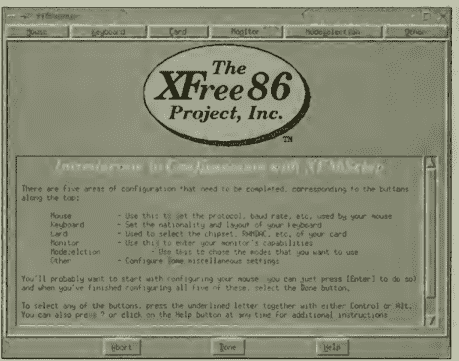 Mouse Keyboard Card Monitor Modeselection Other
The
XFree86
Project, Inc.
TM
Introduction to Configuration with XF86Setup
There are five areas of configuration that need to be completed, corresponding to the buttons
along the top:
Mouse - Use this to set the protocol, baud rate, etc. used by your mouse
Keyboard - Set the nationality and layout of your keyboard
Card - Used to select the chipset, RAMDAC, etc. of your card
Monitor - Use this to enter your monitor's capabilities
Modeselction - Use this to chose the modes that you want to use
Other - Configure some miscellaneous settings
You'll probably want to start with configuring your mouse (you can just press [Enter] to do so)
and when you've finished configuring all five of these, select the Done button.
To select any of the buttons, press the underlined letter together with either Control or Alt.
You can also press ? or click on the Help button at any time for additional instructions
Abort Done Help